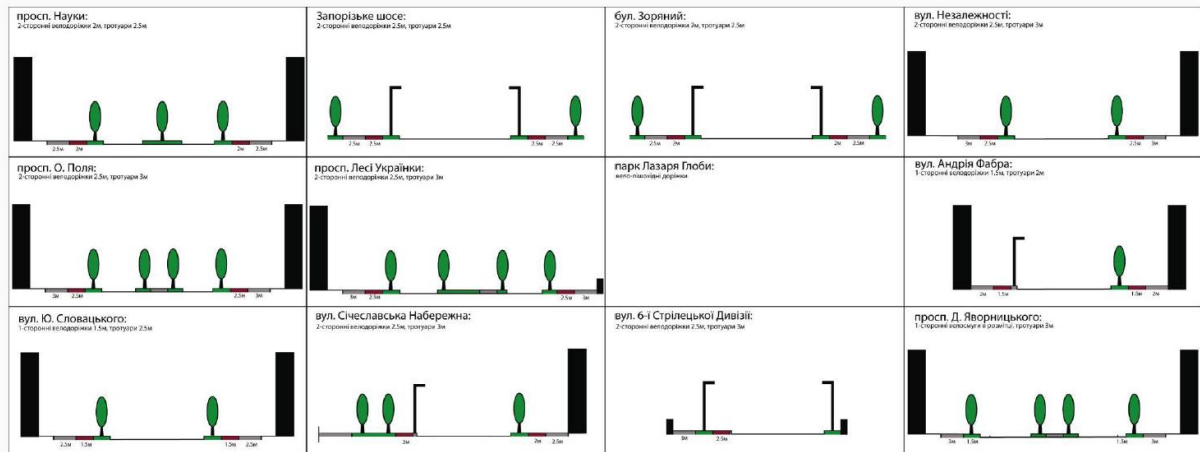 просп. Науки:
2-сторонні велодоріжки 2м, тротуари 2.5м
2.5м 2м 2м 2.5м
Запорізьке шосе:
2-сторонні велодоріжки 2.5м, тротуари 2.5м
2.5м 2.5м 2.5м 2.5м
бул. Зоряний:
2-сторонні велодоріжки 2м, тротуари 2.5м
2.5м 2м 2м 2.5м
вул. Незалежності:
2-сторонні велодоріжки 2.5м, тротуари 3м
2.5м 2.5м 3м
просп. О. Поля:
2-сторонні велодоріжки 2.5м, тротуари 3м
3м 2.5м 2.5м 3м
просп. Лесі Українки:
2-сторонні велодоріжки 2.5м, тротуари 3м
2.5м 2.5м 3м
парк Лазаря Глоби:
вело-пішохідні доріжки
вул. Андрія Фабра:
1-сторонні велодоріжки 1.5м, тротуари 2м
2м 1.5м 1.5м 2м
вул. Ю. Словацького:
1-сторонні велодоріжки 1.5м, тротуари 2.5м
2.5м 1.5м 1.5м 2.5м
вул. Січеславська Набережна:
2-сторонні велодоріжки 2.5м, тротуари 3м
2м 2.5м
вул. 6-ї Стрілецької Дивізії:
2-сторонні велодоріжки 2.5м, тротуари 3м
2.5м
просп. Д. Яворницького:
1-сторонні велосмуги в розмітці, тротуари 3м
3м 1.5м 1.5м 3м